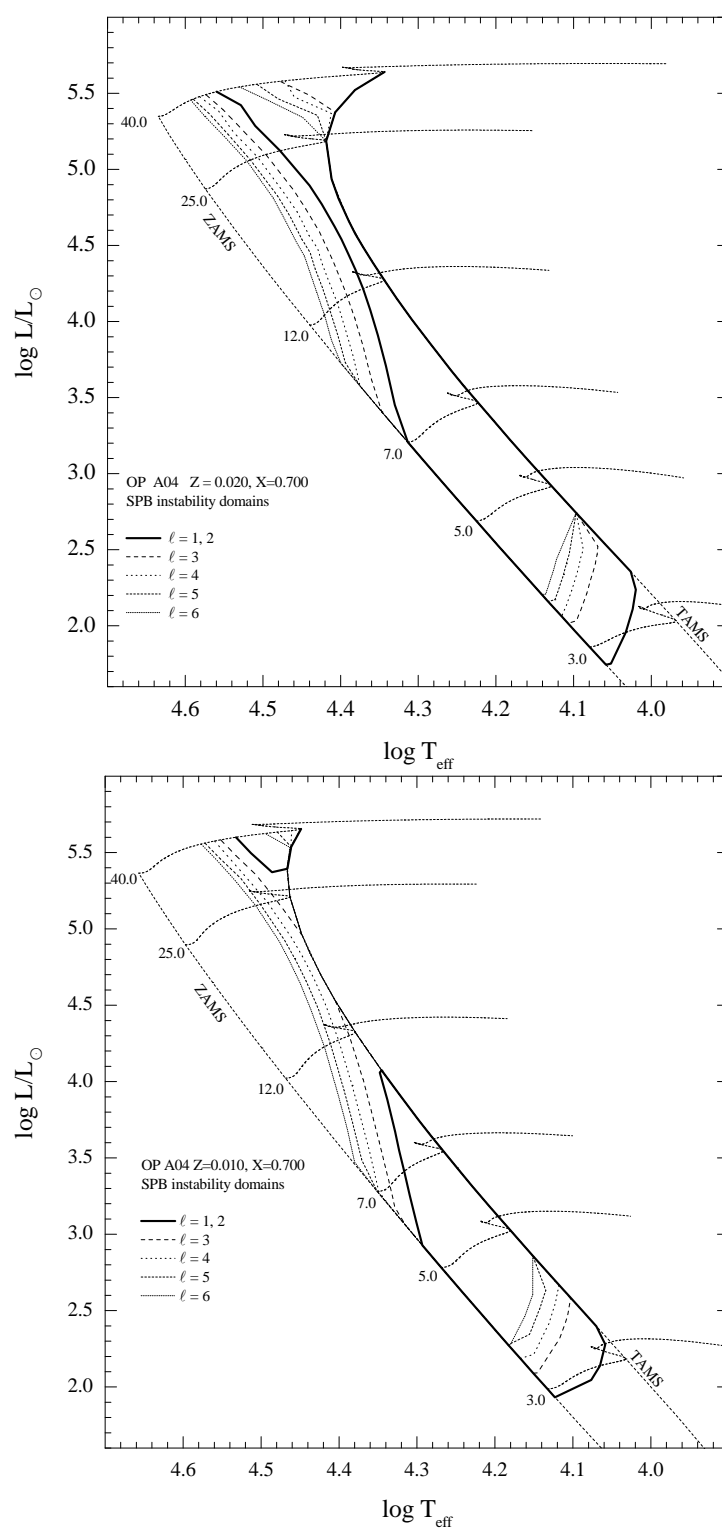 5.5
5.0
4.5
4.0
3.5
3.0
2.5
2.0
log L/L☉
40.0
25.0
ZAMS
12.0
7.0
5.0
3.0
TAMS
OP A04 Z = 0.020, X=0.700
SPB instability domains
ℓ = 1, 2
ℓ = 3
ℓ = 4
ℓ = 5
ℓ = 6
4.6 4.5 4.4 4.3 4.2 4.1 4.0
log Teff
5.5
5.0
4.5
4.0
3.5
3.0
2.5
2.0
log L/L☉
40.0
25.0
ZAMS
12.0
7.0
5.0
3.0
TAMS
OP A04 Z=0.010, X=0.700
SPB instability domains
ℓ = 1, 2
ℓ = 3
ℓ = 4
ℓ = 5
ℓ = 6
4.6 4.5 4.4 4.3 4.2 4.1 4.0
log Teff